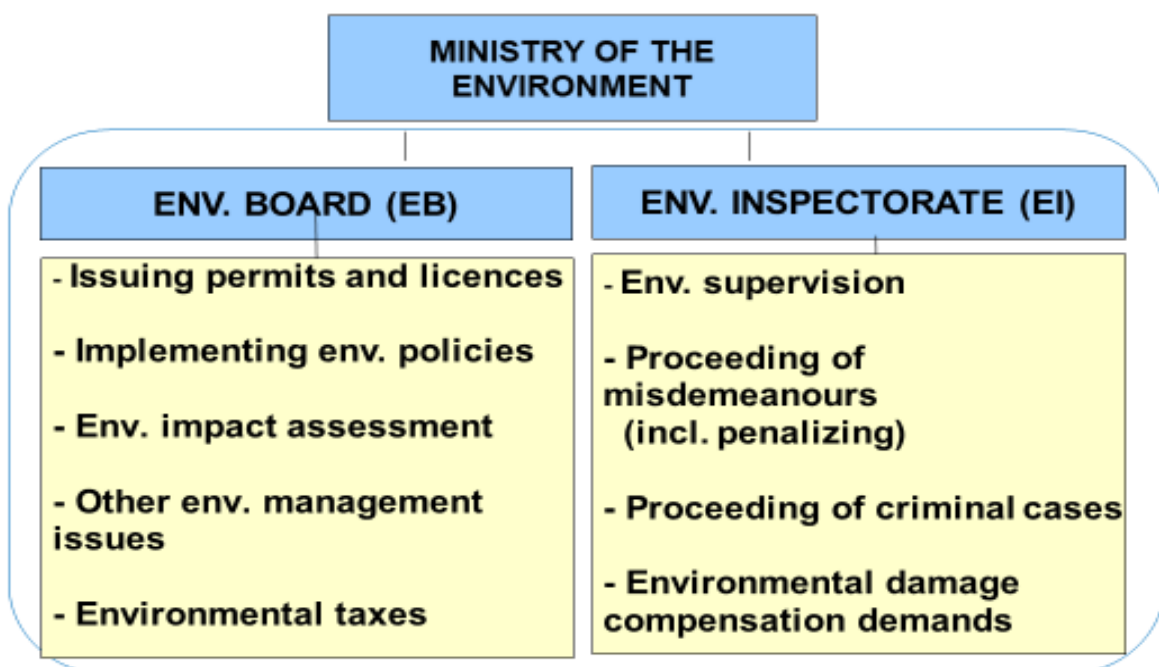 MINISTRY OF THE
ENVIRONMENT
ENV. BOARD (EB)
- Issuing permits and licences
- Implementing env. policies
- Env. impact assessment
- Other env. management
issues
- Environmental taxes
ENV. INSPECTORATE (EI)
- Env. supervision
- Proceeding of
misdemeanours
(incl. penalizing)
- Proceeding of criminal cases
- Environmental damage
compensation demands